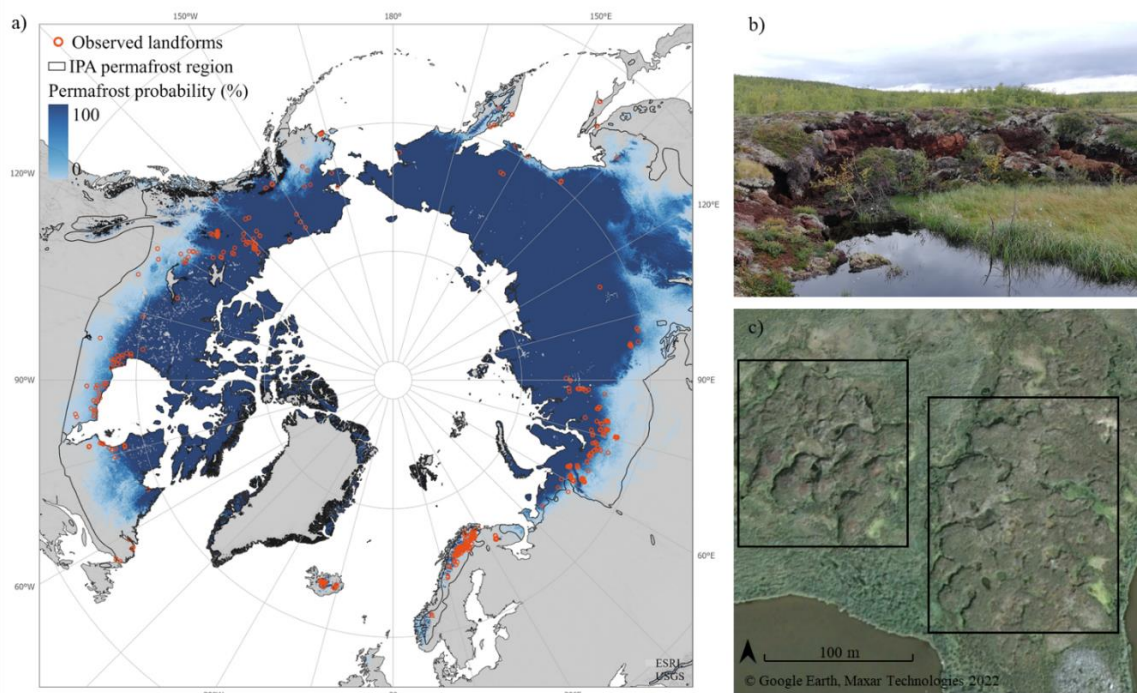 a)
150°W
180°
150°E
Observed landforms
IPA permafrost region
Permafrost probability (%)
100
0
120°W
120°E
90°W
90°E
60°W
60°E
ESRI,
USGS
b)
c)
100 m
© Google Earth, Maxar Technologies 2022